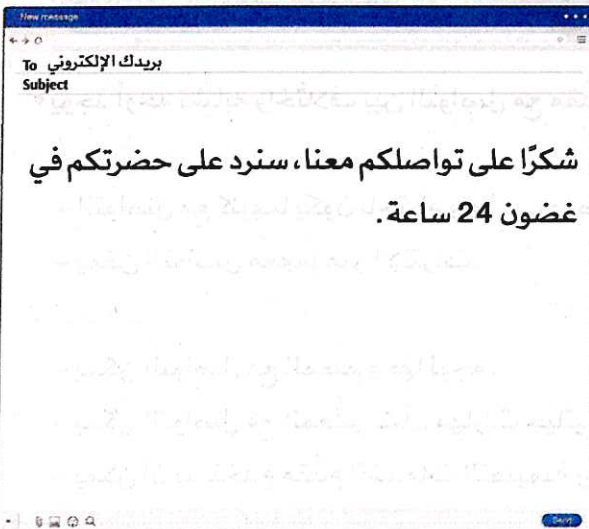 New message
To بريدك الإلكتروني
Subject
شكرًا على تواصلكم معنا، سنرد على حضرتكم في
غضون 24 ساعة.
Send